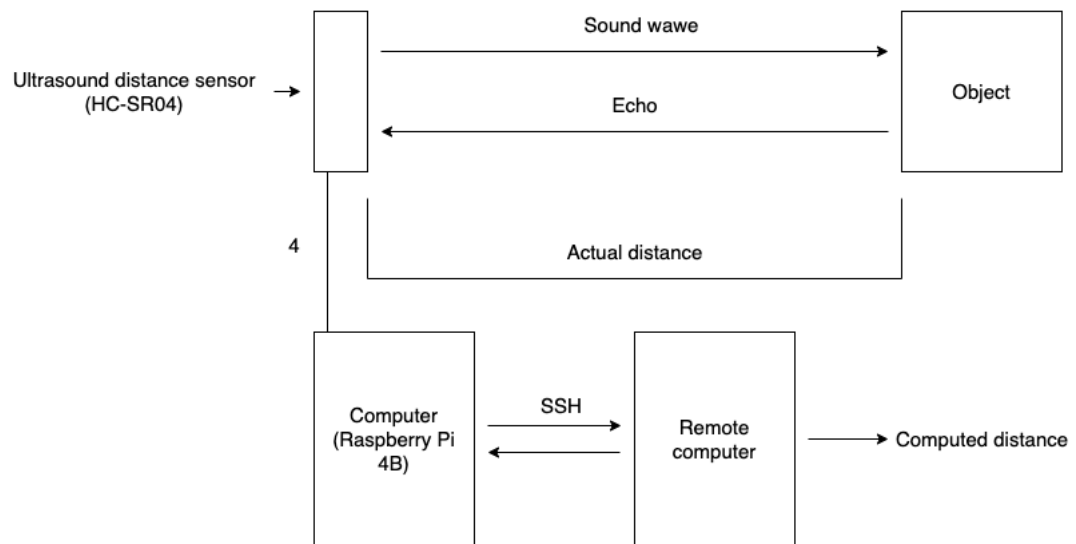 Sound wawe
Ultrasound distance sensor
(HC-SR04)
Object
Echo
4
Actual distance
Computer
(Raspberry Pi
4B)
SSH
Remote
computer
Computed distance